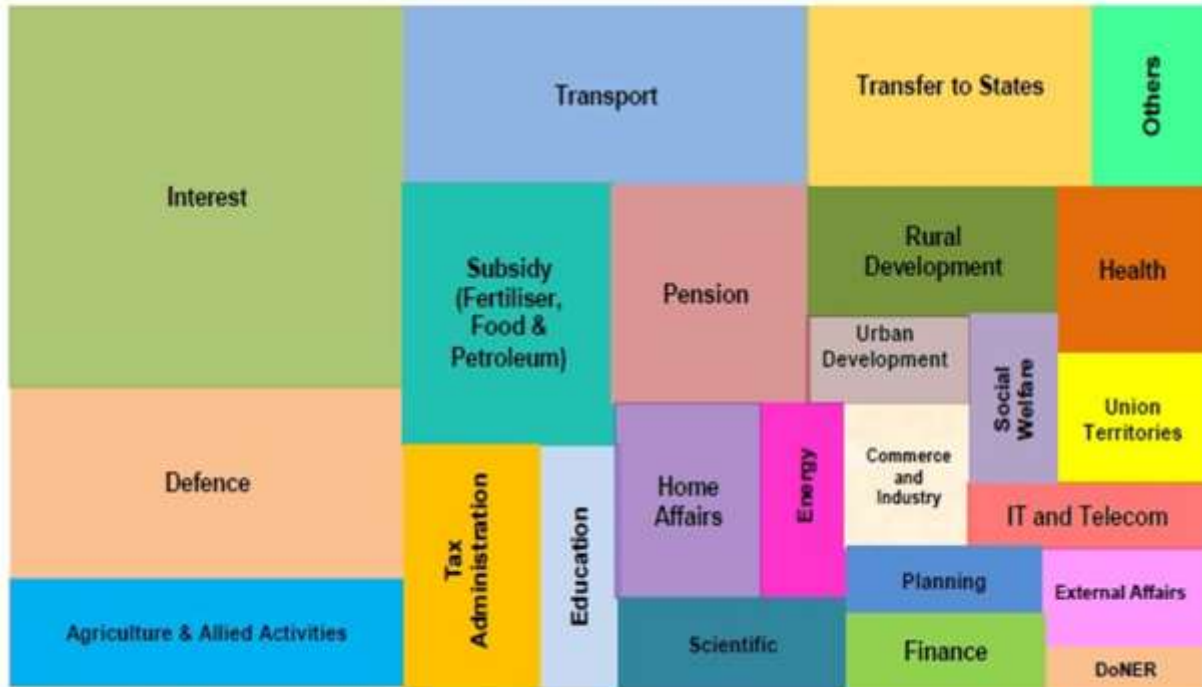 Interest
Transport
Transfer to States
Others
Subsidy
(Fertiliser,
Food &
Petroleum)
Pension
Rural
Development
Health
Urban
Development
Social
Welfare
Union
Territories
Defence
Tax
Administration
Education
Home
Affairs
Energy
Commerce
and
Industry
IT and Telecom
Planning
External Affairs
Agriculture & Allied Activities
Scientific
Finance
DoNER